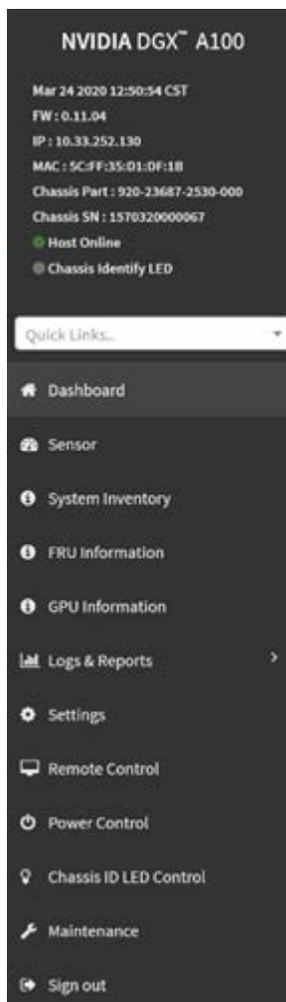 NVIDIA DGX™ A100
Mar 24 2020 12:50:54 CST
FW : 0.11.04
IP : 10.33.252.130
MAC : 5C:FF:35:01:DF:1B
Chassis Part : 920-23687-2530-000
Chassis SN : 1570320000067
Host Online
Chassis Identify LED
Quick Links...
Dashboard
Sensor
System Inventory
FRU Information
GPU Information
Logs & Reports
Settings
Remote Control
Power Control
Chassis ID LED Control
Maintenance
Sign out